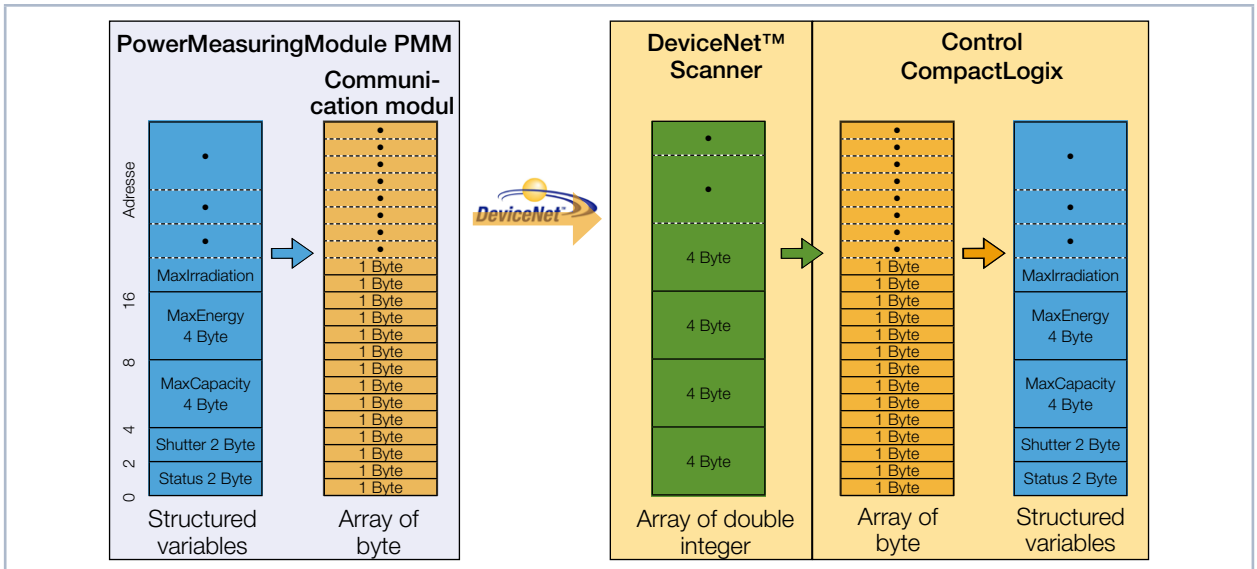 PowerMeasuringModule PMM
Communi-
cation modul
DeviceNet™
Scanner
Control
CompactLogix
Adresse
16
8
4
2
0
MaxIrradiation
MaxEnergy
4 Byte
MaxCapacity
4 Byte
Shutter 2 Byte
Status 2 Byte
Structured
variables
1 Byte
1 Byte
1 Byte
1 Byte
1 Byte
1 Byte
1 Byte
1 Byte
1 Byte
1 Byte
1 Byte
1 Byte
1 Byte
1 Byte
Array of
byte
DeviceNet™
4 Byte
4 Byte
4 Byte
4 Byte
Array of double
integer
1 Byte
1 Byte
1 Byte
1 Byte
1 Byte
1 Byte
1 Byte
1 Byte
1 Byte
1 Byte
1 Byte
1 Byte
1 Byte
1 Byte
Array of
byte
MaxIrradiation
MaxEnergy
4 Byte
MaxCapacity
4 Byte
Shutter 2 Byte
Status 2 Byte
Structured
variables